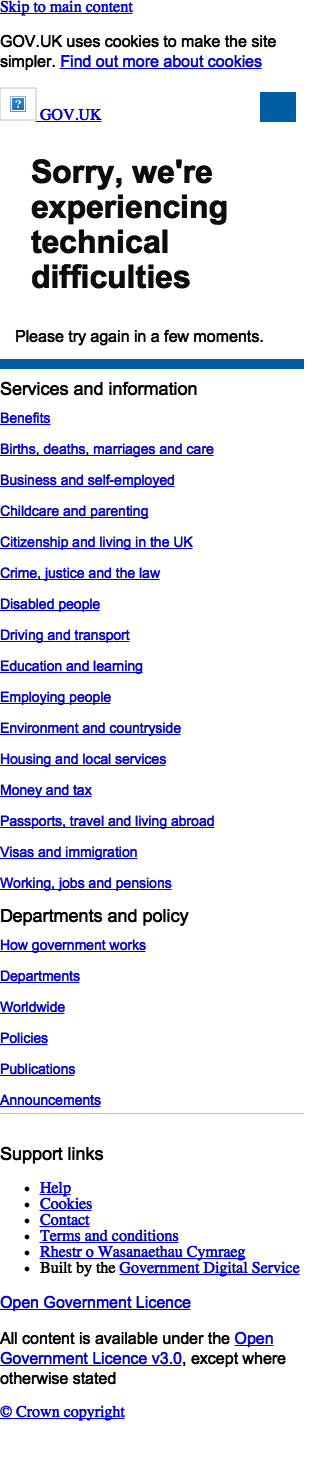 Skip to main content
GOV.UK uses cookies to make the site
simpler. Find out more about cookies
GOV.UK
Sorry, we're
experiencing
technical
difficulties
Please try again in a few moments.
Services and information
Benefits
Births, deaths, marriages and care
Business and self-employed
Childcare and parenting
Citizenship and living in the UK
Crime, justice and the law
Disabled people
Driving and transport
Education and learning
Employing people
Environment and countryside
Housing and local services
Money and tax
Passports, travel and living abroad
Visas and immigration
Working, jobs and pensions
Departments and policy
How government works
Departments
Worldwide
Policies
Publications
Announcements
Support links
• Help
• Cookies
• Contact
• Terms and conditions
• Rhestr o Wasanaethau Cymraeg
• Built by the Government Digital Service
Open Government Licence
All content is available under the Open
Government Licence v3.0, except where
otherwise stated
© Crown copyright